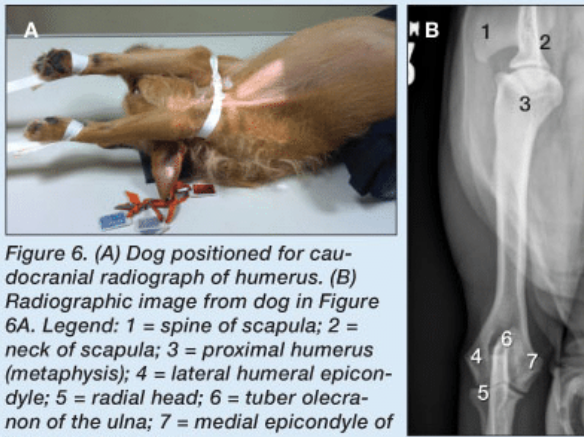 A
B
1
2
3
6
4
7
5
Figure 6. (A) Dog positioned for cau-
docranial radiograph of humerus. (B)
Radiographic image from dog in Figure
6A. Legend: 1 = spine of scapula; 2 =
neck of scapula; 3 = proximal humerus
(metaphysis); 4 = lateral humeral epicon-
dyle; 5 = radial head; 6 = tuber olecra-
non of the ulna; 7 = medial epicondyle of